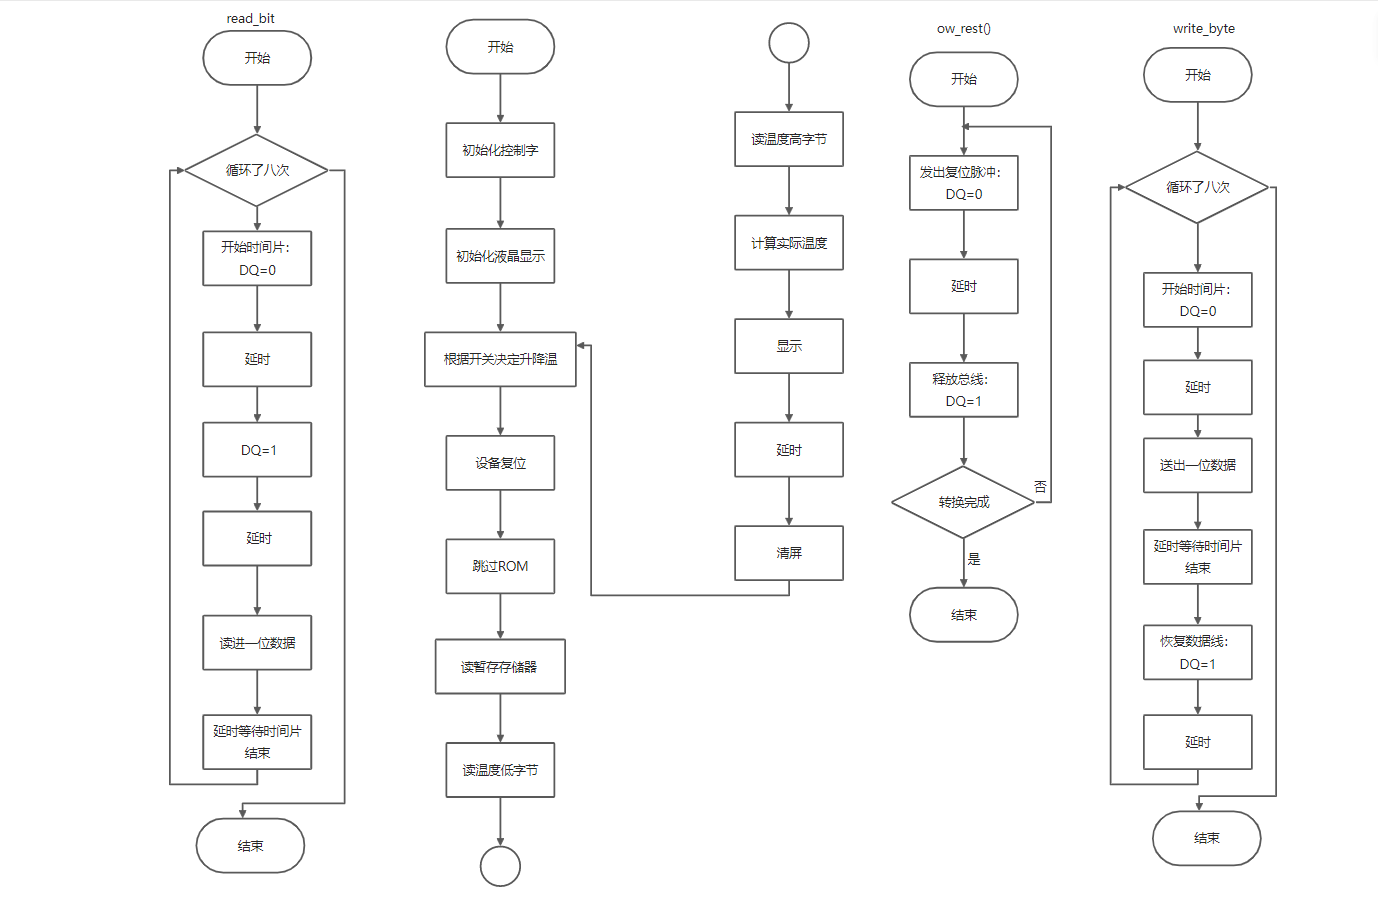 read_bit
开始
循环了八次
开始时间片：
DQ=0
延时
DQ=1
延时
读进一位数据
延时等待时间片
结束
结束
开始
初始化控制字
初始化液晶显示
根据开关决定升降温
设备复位
跳过ROM
读暂存存储器
读温度低字节
读温度高字节
计算实际温度
显示
延时
清屏
ow_rest()
开始
发出复位脉冲：
DQ=0
延时
释放总线：
DQ=1
转换完成
否
是
结束
write_byte
开始
循环了八次
开始时间片：
DQ=0
延时
送出一位数据
延时等待时间片
结束
恢复数据线：
DQ=1
延时
结束